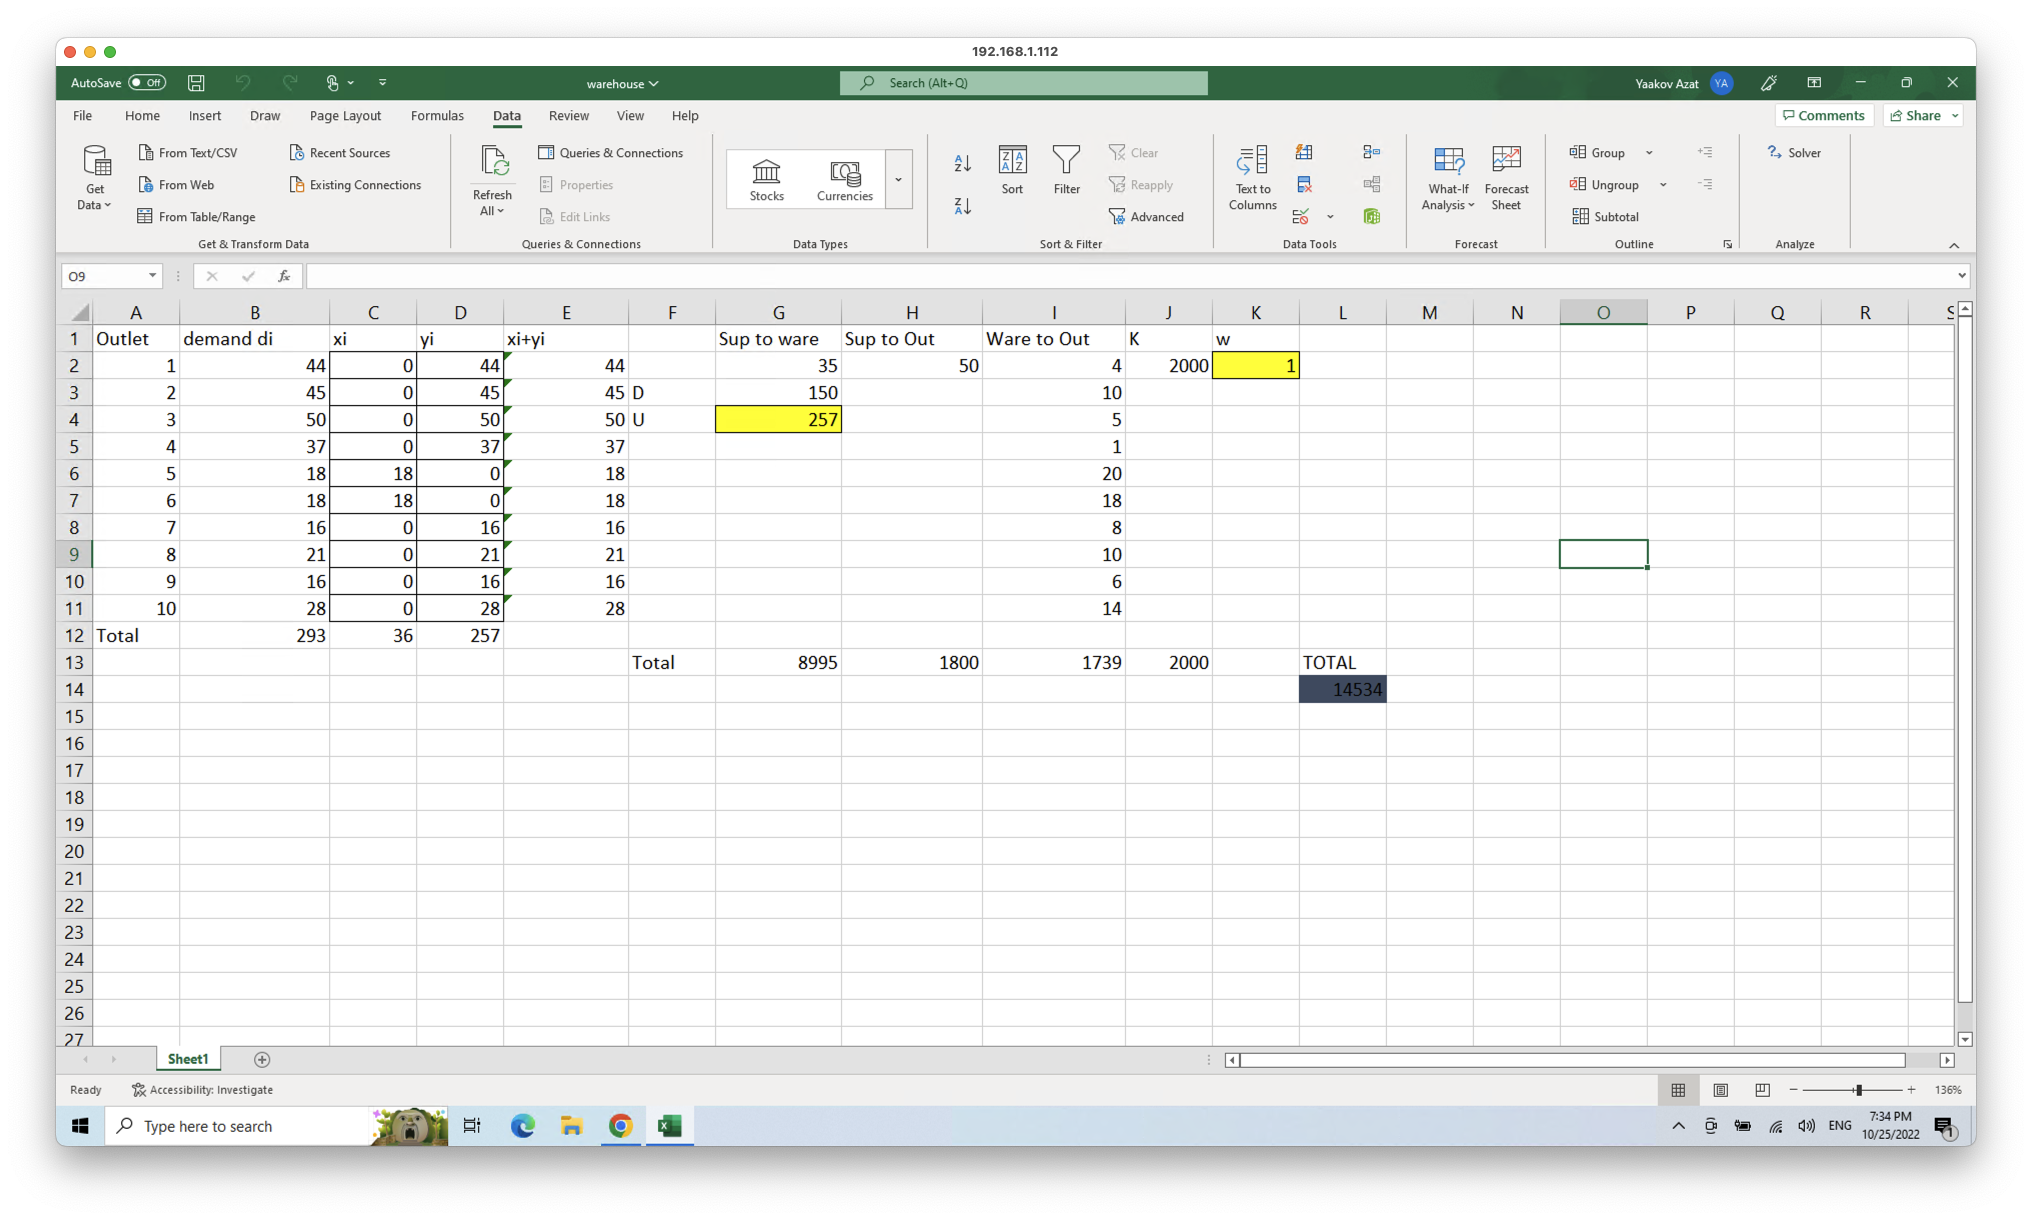 192.168.1.112
AutoSave Off warehouse Search (Alt+Q) Yaakov Azat YA
File Home Insert Draw Page Layout Formulas Data Review View Help Comments Share
Get Data From Text/CSV From Web From Table/Range Recent Sources Existing Connections
Refresh All Queries & Connections Properties Edit Links
Stocks Currencies
Sort Filter Clear Reapply Advanced
Text to Columns
What-If Analysis Forecast Sheet
Group Ungroup Subtotal
Solver
Get & Transform Data Queries & Connections Data Types Sort & Filter Data Tools Forecast Outline Analyze
O9 fx
A B C D E F G H I J K L M N O P Q R S
1 Outlet demand di xi yi xi+yi Sup to ware Sup to Out Ware to Out K w
2 1 44 0 44 44 35 50 4 2000 1
3 2 45 0 45 45 D 150 10
4 3 50 0 50 50 U 257 5
5 4 37 0 37 37 1
6 5 18 18 0 18 20
7 6 18 18 0 18 18
8 7 16 0 16 16 8
9 8 21 0 21 21 10
10 9 16 0 16 16 6
11 10 28 0 28 28 14
12 Total 293 36 257
13 Total 8995 1800 1739 2000 TOTAL
14 14534
15
16
17
18
19
20
21
22
23
24
25
26
27
Sheet1
Ready Accessibility: Investigate 136%
Type here to search ENG 7:34 PM
10/25/2022 1